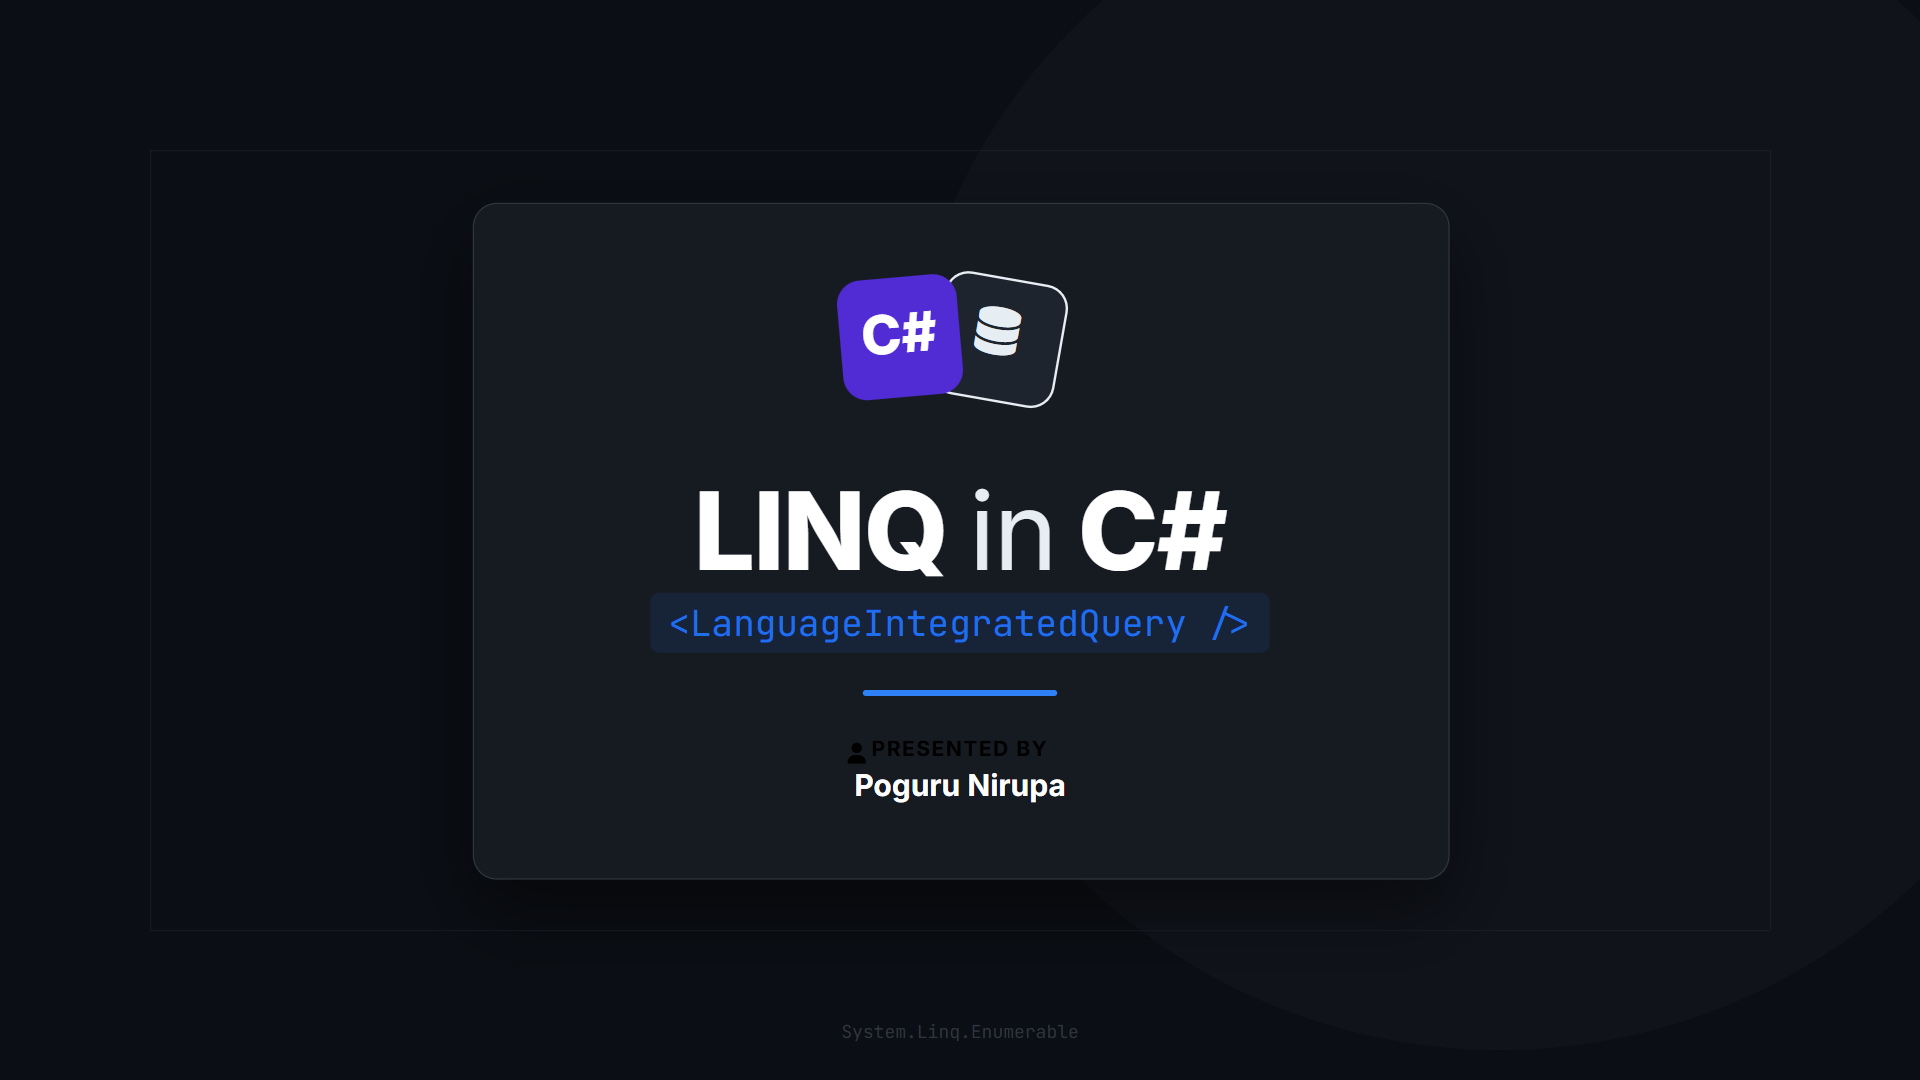 C#
LINQ in C#
<LanguageIntegratedQuery />
PRESENTED BY
Poguru Nirupa
System.Linq.Enumerable